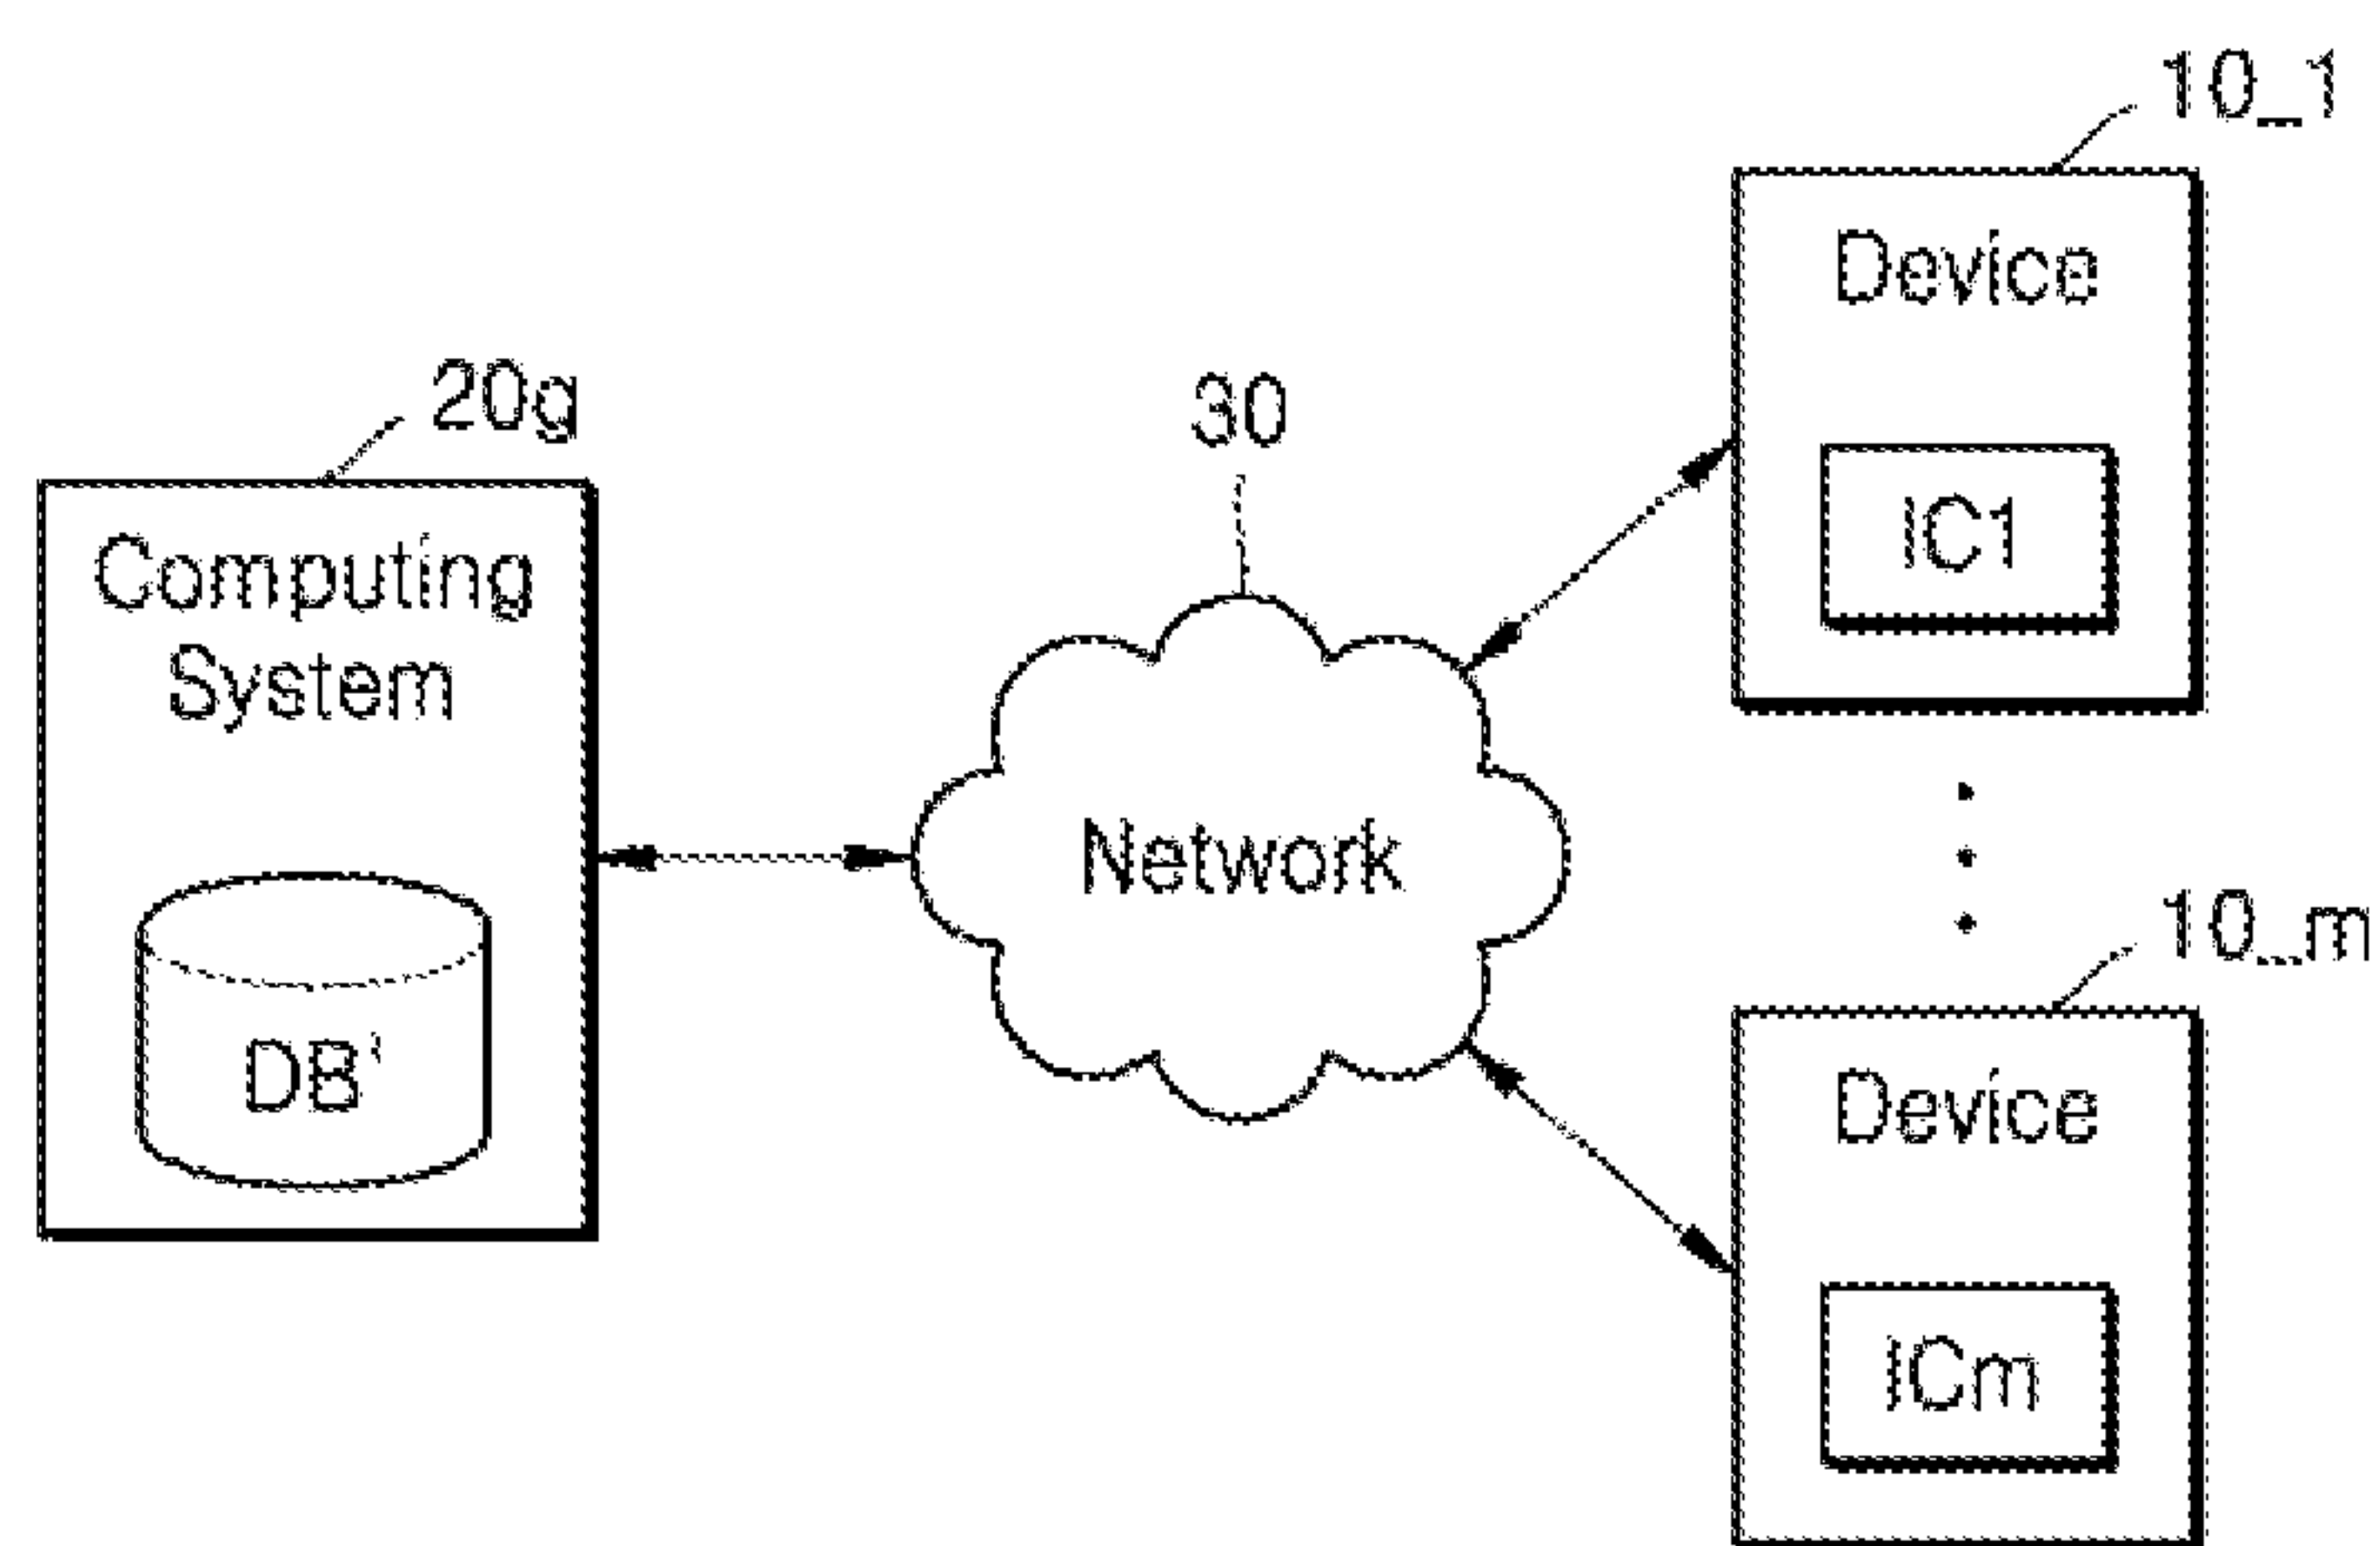 10_1
Device
IC1
20g
Computing
System
DB'
30
Network
10_m
Device
ICm